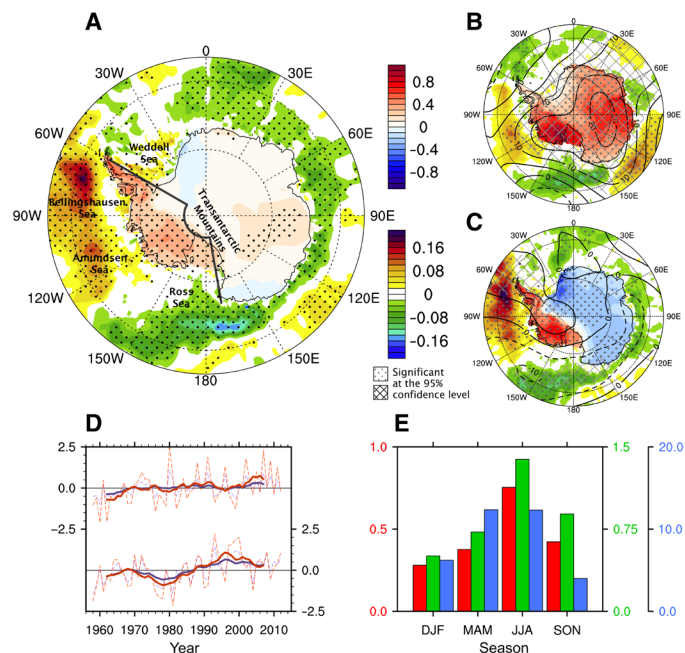 A
0
30W
30E
60W
60E
Weddell
Sea
Transantarctic
Mountains
Bellingshausen
Sea
90W
90E
Amundsen
Sea
Ross
Sea
120W
120E
150W
150E
180
0.8
0.4
0
-0.4
-0.8
0.16
0.08
0
-0.08
-0.16
Significant
at the 95%
confidence level
B
0
30W
30E
60W
60E
90W
90E
120W
120E
150W
150E
180
C
0
30W
30E
60W
60E
90W
90E
120W
120E
150W
150E
180
D
2.5
0.0
−2.5
2.5
0.0
−2.5
1960 1970 1980 1990 2000 2010
Year
E
1.0
0.5
0.0
1.5
0.75
0.0
20.0
10.0
0.0
DJF MAM JJA SON
Season